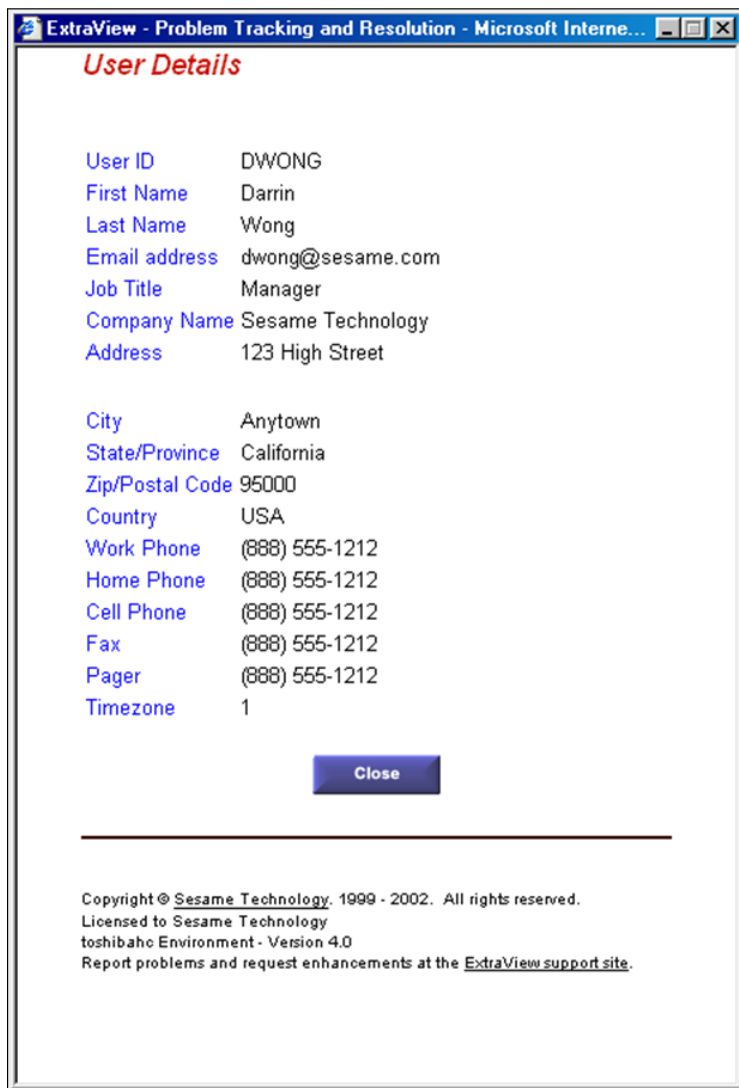 ExtraView - Problem Tracking and Resolution - Microsoft Interne...
User Details
User ID DWONG
First Name Darrin
Last Name Wong
Email address dwong@sesame.com
Job Title Manager
Company Name Sesame Technology
Address 123 High Street
City Anytown
State/Province California
Zip/Postal Code 95000
Country USA
Work Phone (888) 555-1212
Home Phone (888) 555-1212
Cell Phone (888) 555-1212
Fax (888) 555-1212
Pager (888) 555-1212
Timezone 1
Close
Copyright © Sesame Technology. 1999 - 2002. All rights reserved.
Licensed to Sesame Technology
toshibahc Environment - Version 4.0
Report problems and request enhancements at the ExtraView support site.